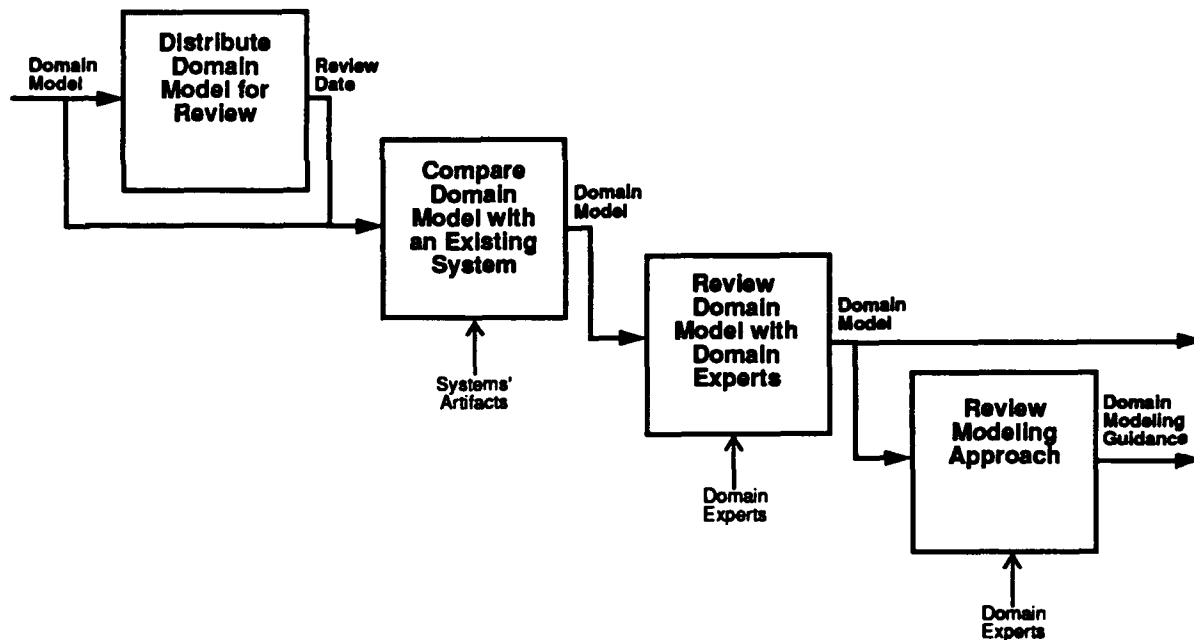 Distribute
Domain
Model for
Review
Domain
Model
Review
Date
Compare
Domain
Model with
an Existing
System
Domain
Model
Systems'
Artifacts
Review
Domain
Model with
Domain
Experts
Domain
Model
Domain
Experts
Review
Modeling
Approach
Domain
Modeling
Guidance
Domain
Experts